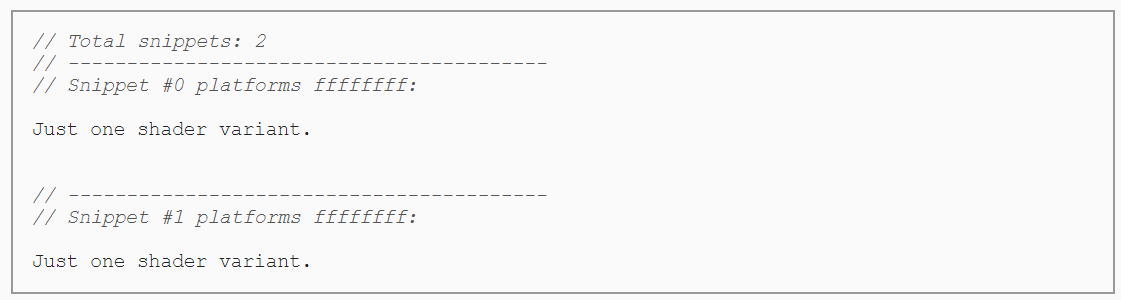 // Total snippets: 2
// -----------------------------------------
// Snippet #0 platforms ffffffff:
Just one shader variant.
// -----------------------------------------
// Snippet #1 platforms ffffffff:
Just one shader variant.